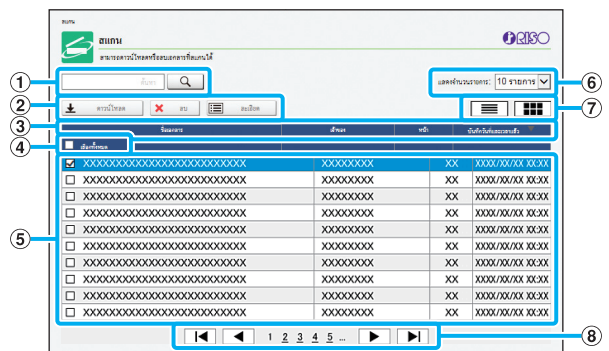 สแกน
สแกน
RISO
สามารถดาวน์โหลดหรือลบเอกสารที่สแกนได้
1
ค้นหา
แสดงจำนวนรายการ: 10 รายการ
6
2
ดาวน์โหลด
ลบ
ละเอียด
7
3
ชื่อเอกสาร เจ้าของ หน้า บันทึกวันที่และเวลาแล้ว
4
เลือกทั้งหมด
XXXXXXXXXXXXXXXXXXXXXXXXXX XXXXXXXX XX XXXX/XX/XX XX:XX
XXXXXXXXXXXXXXXXXXXXXXXXXX XXXXXXXX XX XXXX/XX/XX XX:XX
XXXXXXXXXXXXXXXXXXXXXXXXXX XXXXXXXX XX XXXX/XX/XX XX:XX
XXXXXXXXXXXXXXXXXXXXXXXXXX XXXXXXXX XX XXXX/XX/XX XX:XX
5
XXXXXXXXXXXXXXXXXXXXXXXXXX XXXXXXXX XX XXXX/XX/XX XX:XX
XXXXXXXXXXXXXXXXXXXXXXXXXX XXXXXXXX XX XXXX/XX/XX XX:XX
XXXXXXXXXXXXXXXXXXXXXXXXXX XXXXXXXX XX XXXX/XX/XX XX:XX
XXXXXXXXXXXXXXXXXXXXXXXXXX XXXXXXXX XX XXXX/XX/XX XX:XX
XXXXXXXXXXXXXXXXXXXXXXXXXX XXXXXXXX XX XXXX/XX/XX XX:XX
XXXXXXXXXXXXXXXXXXXXXXXXXX XXXXXXXX XX XXXX/XX/XX XX:XX
1 2 3 4 5 ...
8